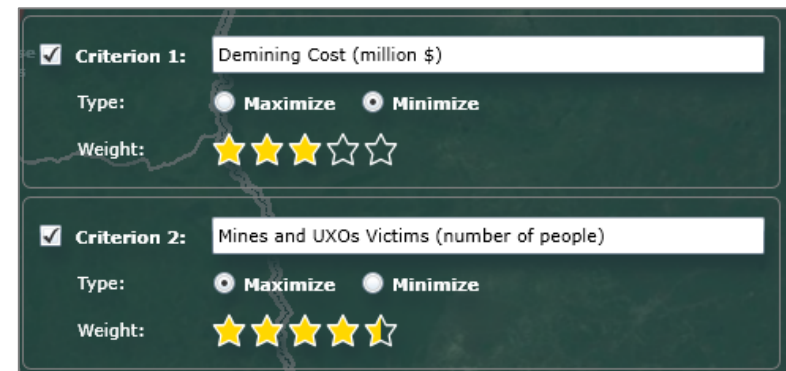 Criterion 1: Demining Cost (million $)
Type: Maximize Minimize
Weight:
Criterion 2: Mines and UXOs Victims (number of people)
Type: Maximize Minimize
Weight: